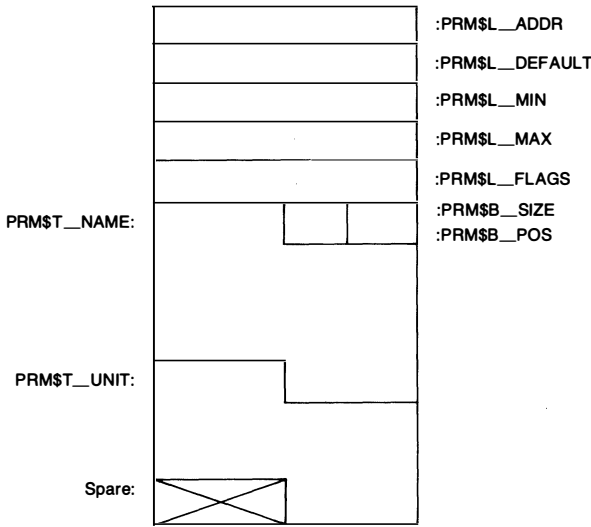 :PRM$L__ADDR
:PRM$L__DEFAULT
:PRM$L__MIN
:PRM$L__MAX
:PRM$L__FLAGS
PRM$T__NAME:
:PRM$B__SIZE
:PRM$B__POS
PRM$T__UNIT:
Spare: